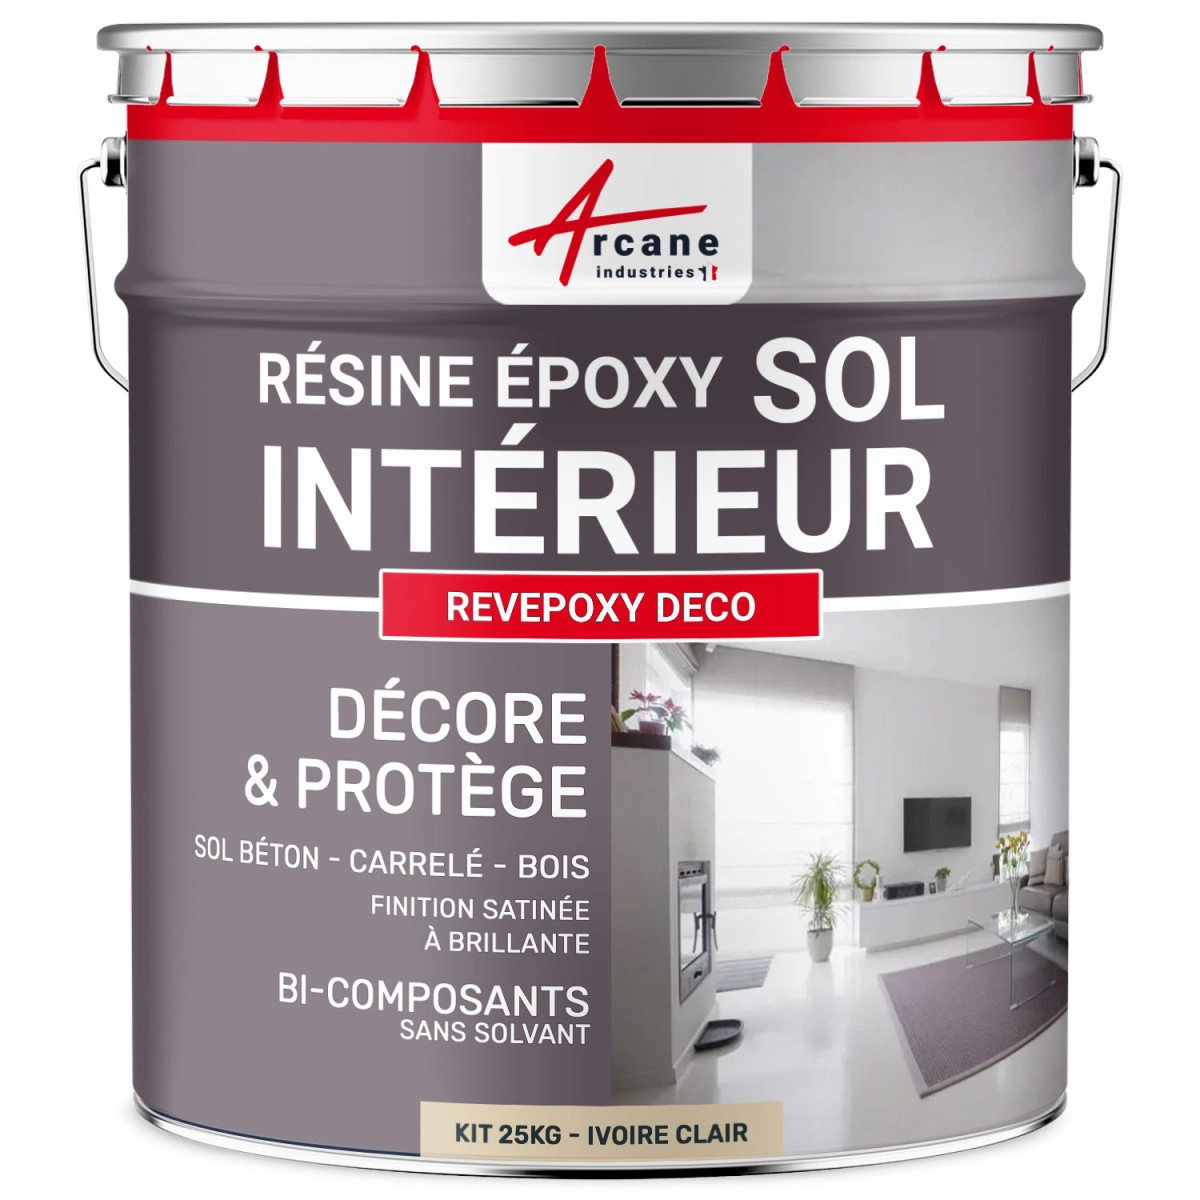 Arcane
industries
RÉSINE ÉPOXY SOL
INTÉRIEUR
REVEPOXY DECO
DÉCORE
& PROTÈGE
SOL BÉTON - CARRELÉ - BOIS
FINITION SATINÉE
À BRILLANTE
BI-COMPOSANTS
SANS SOLVANT
KIT 25KG - IVOIRE CLAIR